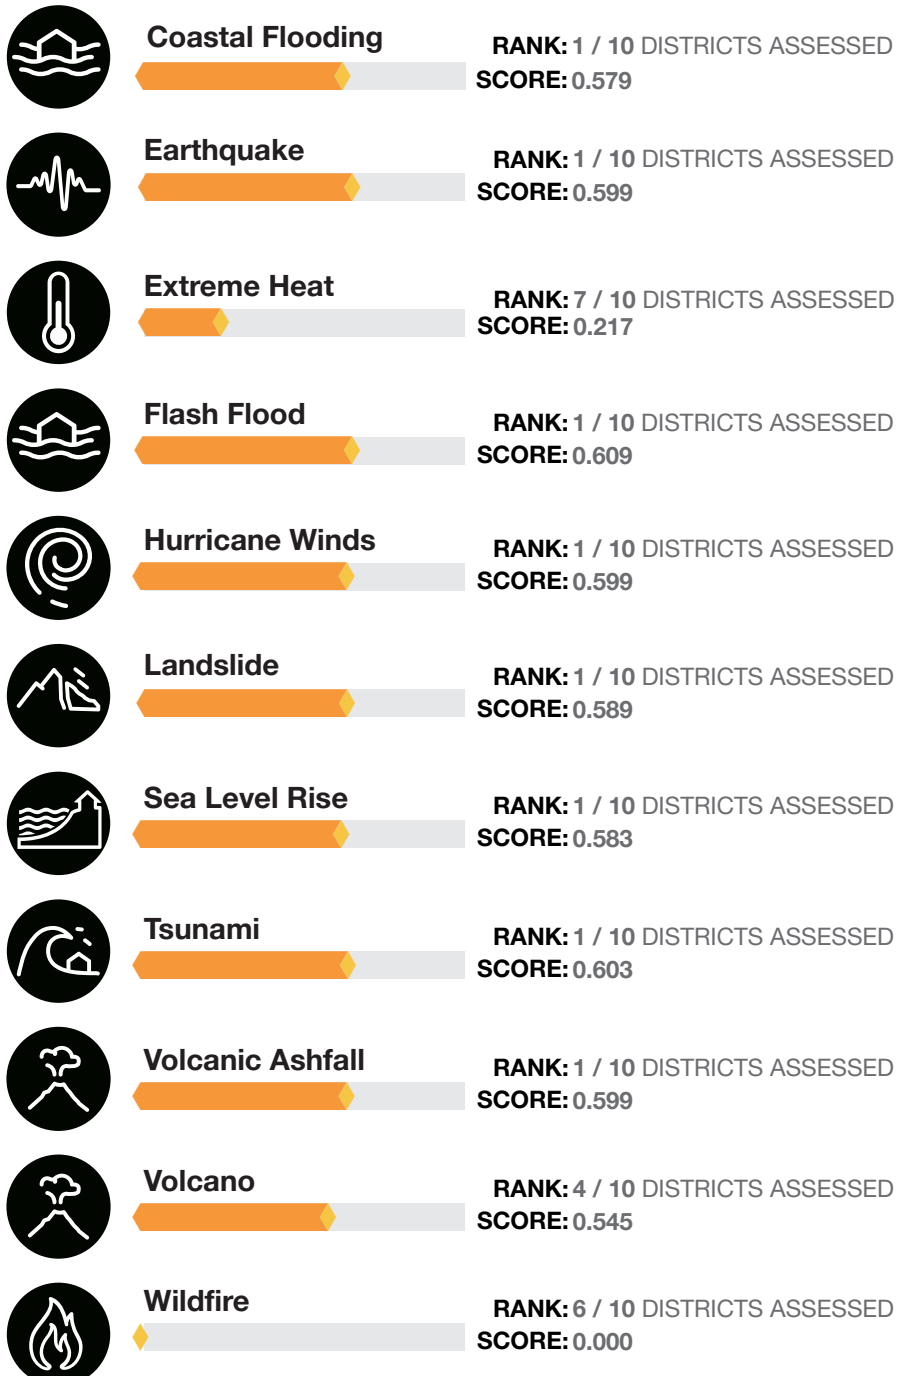 Coastal Flooding
RANK: 1 / 10 DISTRICTS ASSESSED
SCORE: 0.579
Earthquake
RANK: 1 / 10 DISTRICTS ASSESSED
SCORE: 0.599
Extreme Heat
RANK: 7 / 10 DISTRICTS ASSESSED
SCORE: 0.217
Flash Flood
RANK: 1 / 10 DISTRICTS ASSESSED
SCORE: 0.609
Hurricane Winds
RANK: 1 / 10 DISTRICTS ASSESSED
SCORE: 0.599
Landslide
RANK: 1 / 10 DISTRICTS ASSESSED
SCORE: 0.589
Sea Level Rise
RANK: 1 / 10 DISTRICTS ASSESSED
SCORE: 0.583
Tsunami
RANK: 1 / 10 DISTRICTS ASSESSED
SCORE: 0.603
Volcanic Ashfall
RANK: 1 / 10 DISTRICTS ASSESSED
SCORE: 0.599
Volcano
RANK: 4 / 10 DISTRICTS ASSESSED
SCORE: 0.545
Wildfire
RANK: 6 / 10 DISTRICTS ASSESSED
SCORE: 0.000